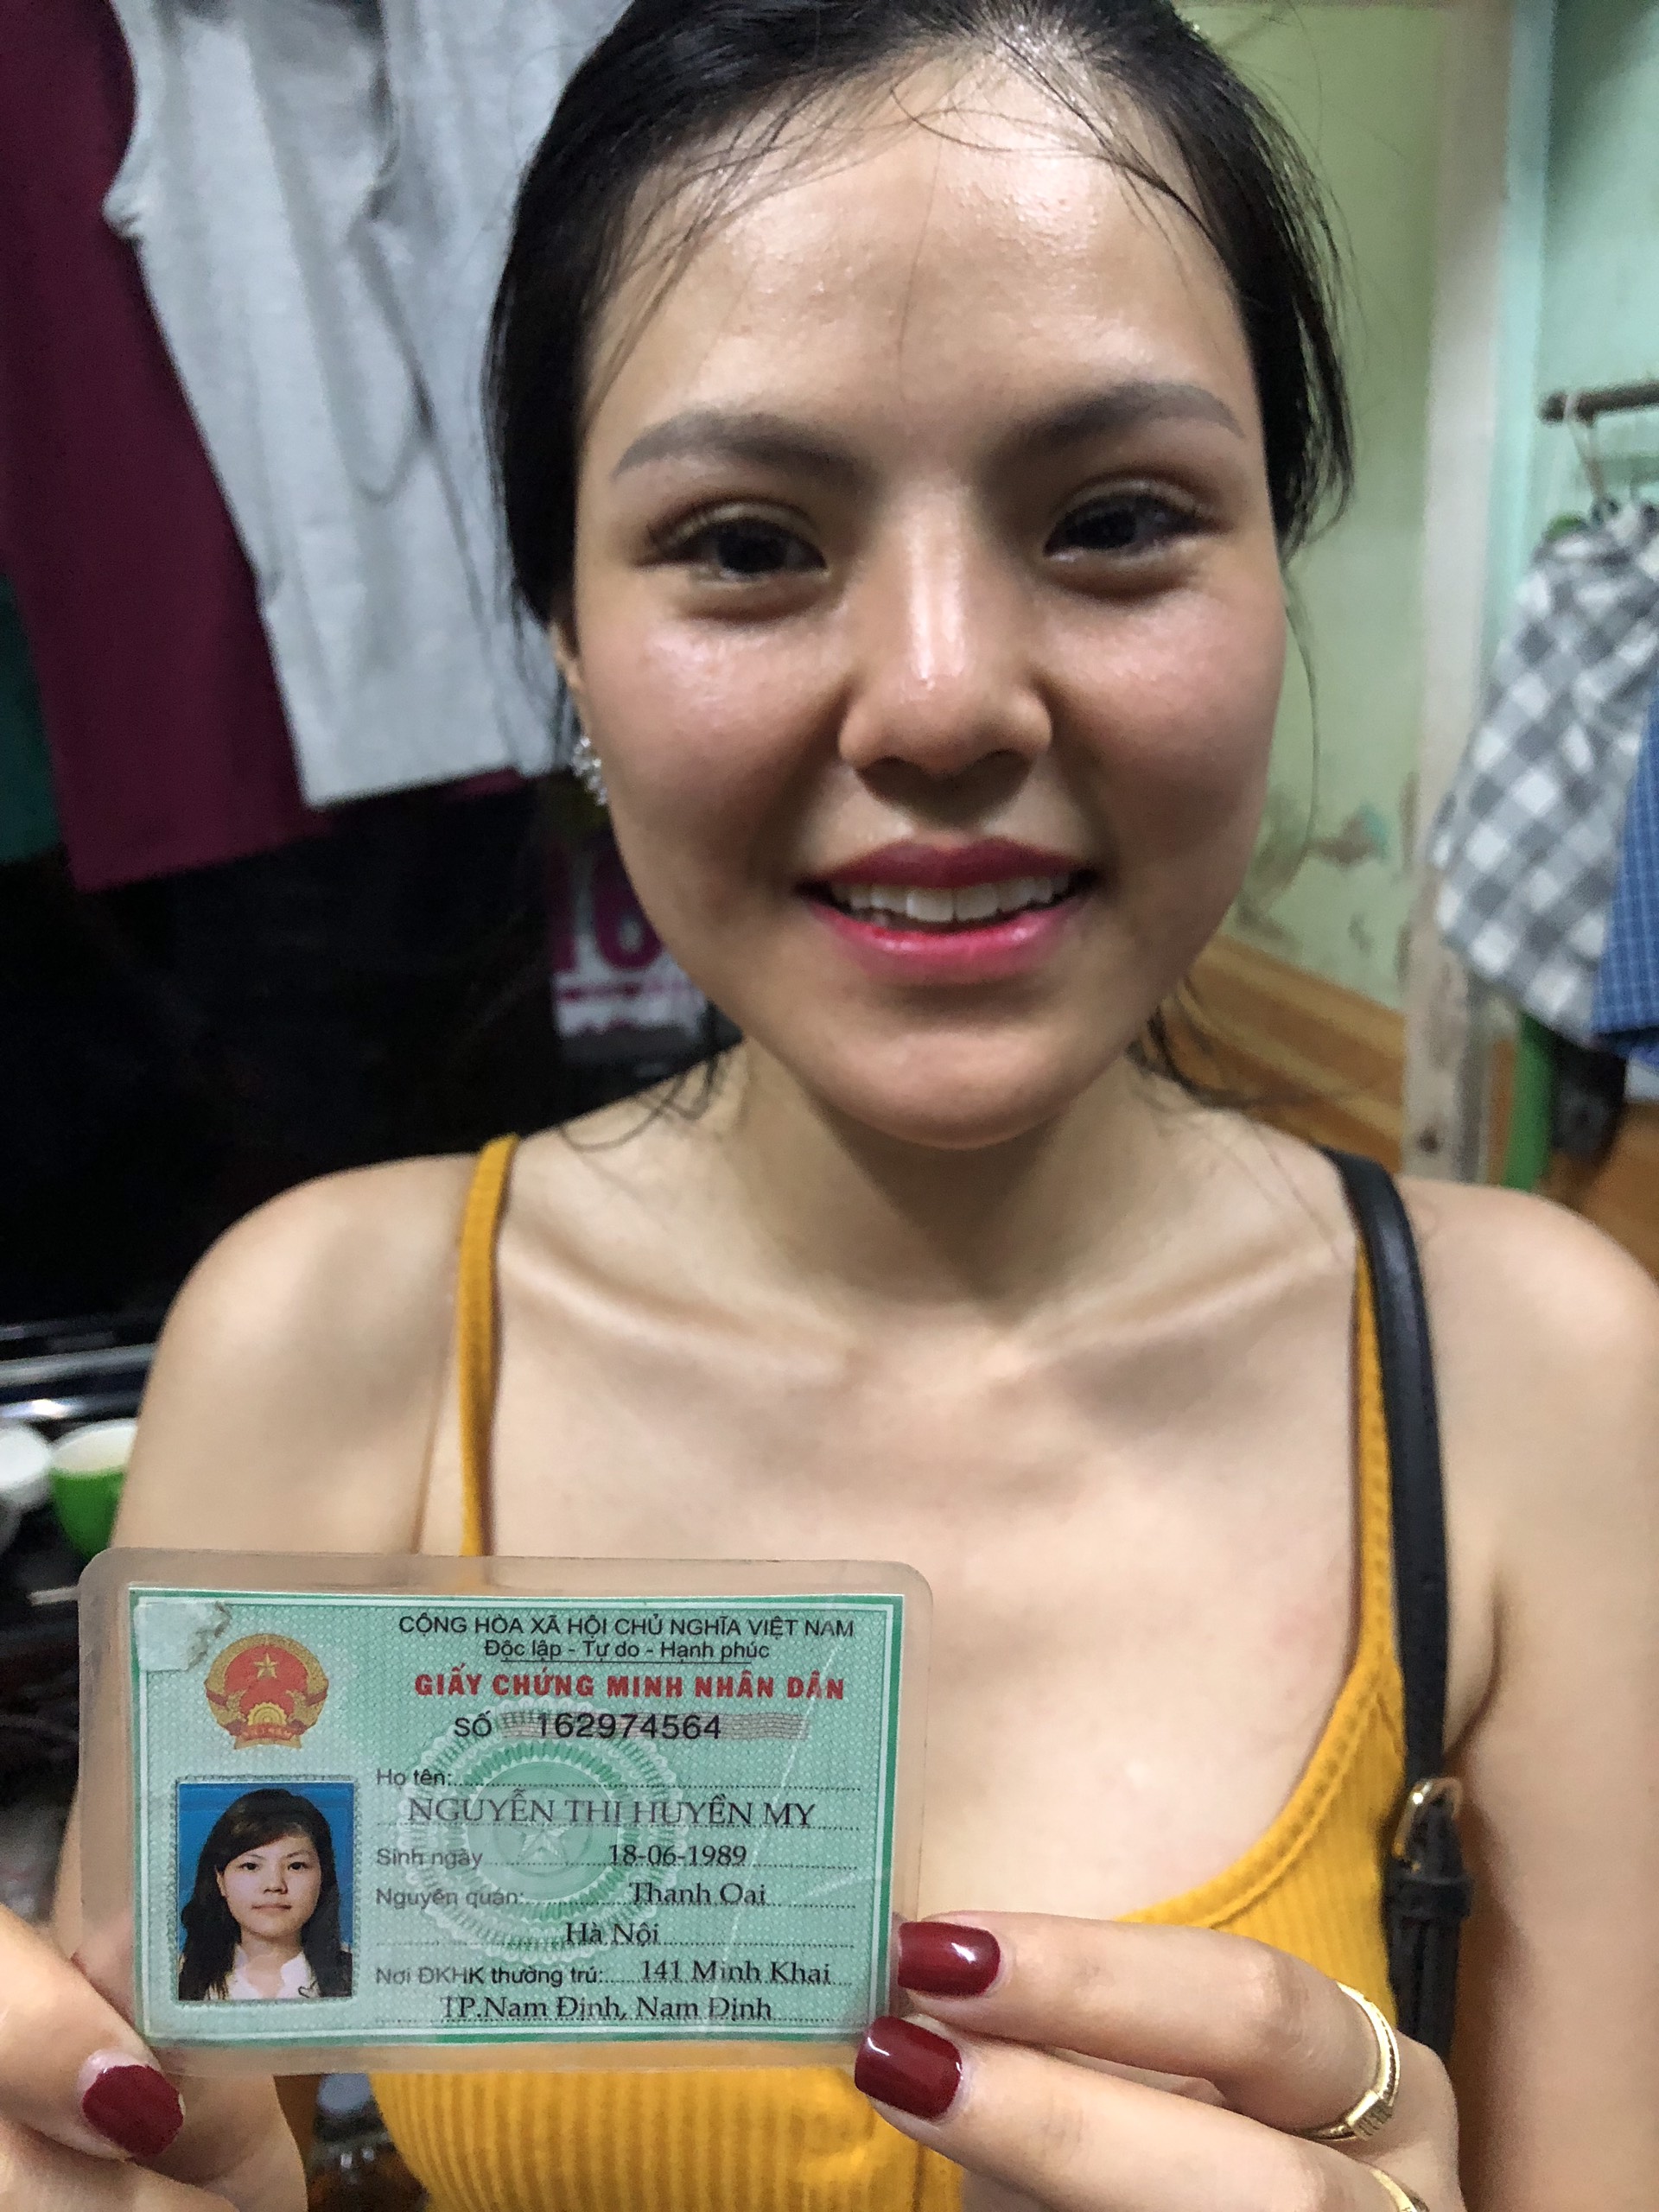 16
CỘNG HÒA XÃ HỘI CHỦ NGHĨA VIỆT NAM
Độc lập - Tự do - Hạnh phúc
GIẤY CHỨNG MINH NHÂN DÂN
SỐ 162974564
Họ tên:
NGUYỄN THỊ HUYỀN MY
Sinh ngày 18-06-1989
Nguyên quán: Thanh Oai
Hà Nội
Nơi ĐKHK thường trú: 141 Minh Khai
TP.Nam Định, Nam Định